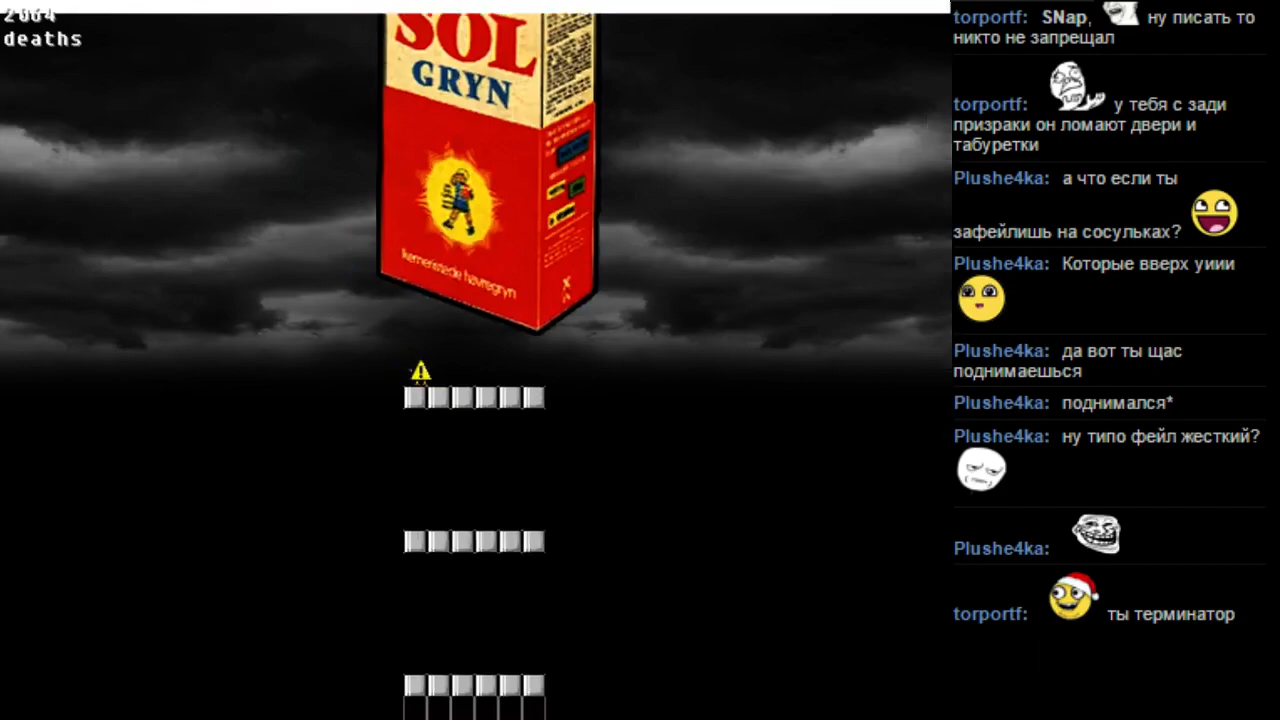 2064
deaths
SOL
GRYN
torportf: SNap, ну писать то
никто не запрещал
torportf: у тебя с зади
призраки он ломают двери и
табуретки
Plushe4ka: а что если ты
зафейлишь на сосульках?
Plushe4ka: Которые вверх уиии
Plushe4ka: да вот ты щас
поднимаешься
Plushe4ka: поднимался*
Plushe4ka: ну типо фейл жесткий?
Plushe4ka:
torportf: ты терминатор